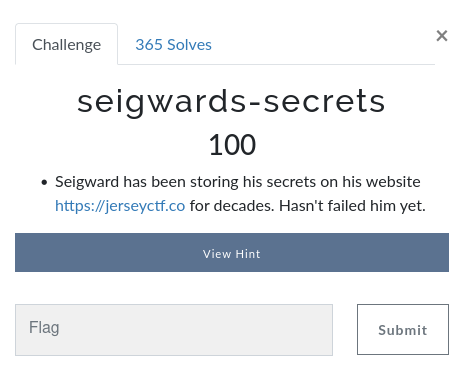 Challenge
365 Solves
×
seigwards-secrets
100
• Seigward has been storing his secrets on his website
https://jerseyctf.co for decades. Hasn't failed him yet.
View Hint
Flag
Submit